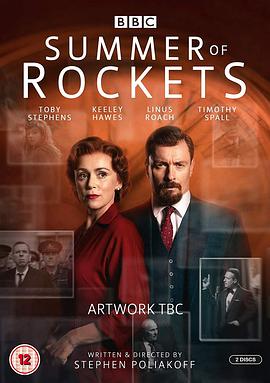 BBC
SUMMER OF
ROCKETS
TOBY KEELEY LINUS TIMOTHY
STEPHENS HAWES ROACH SPALL
ARTWORK TBC
12
2 DISCS
WRITTEN & DIRECTED BY
STEPHEN POLIAKOFF